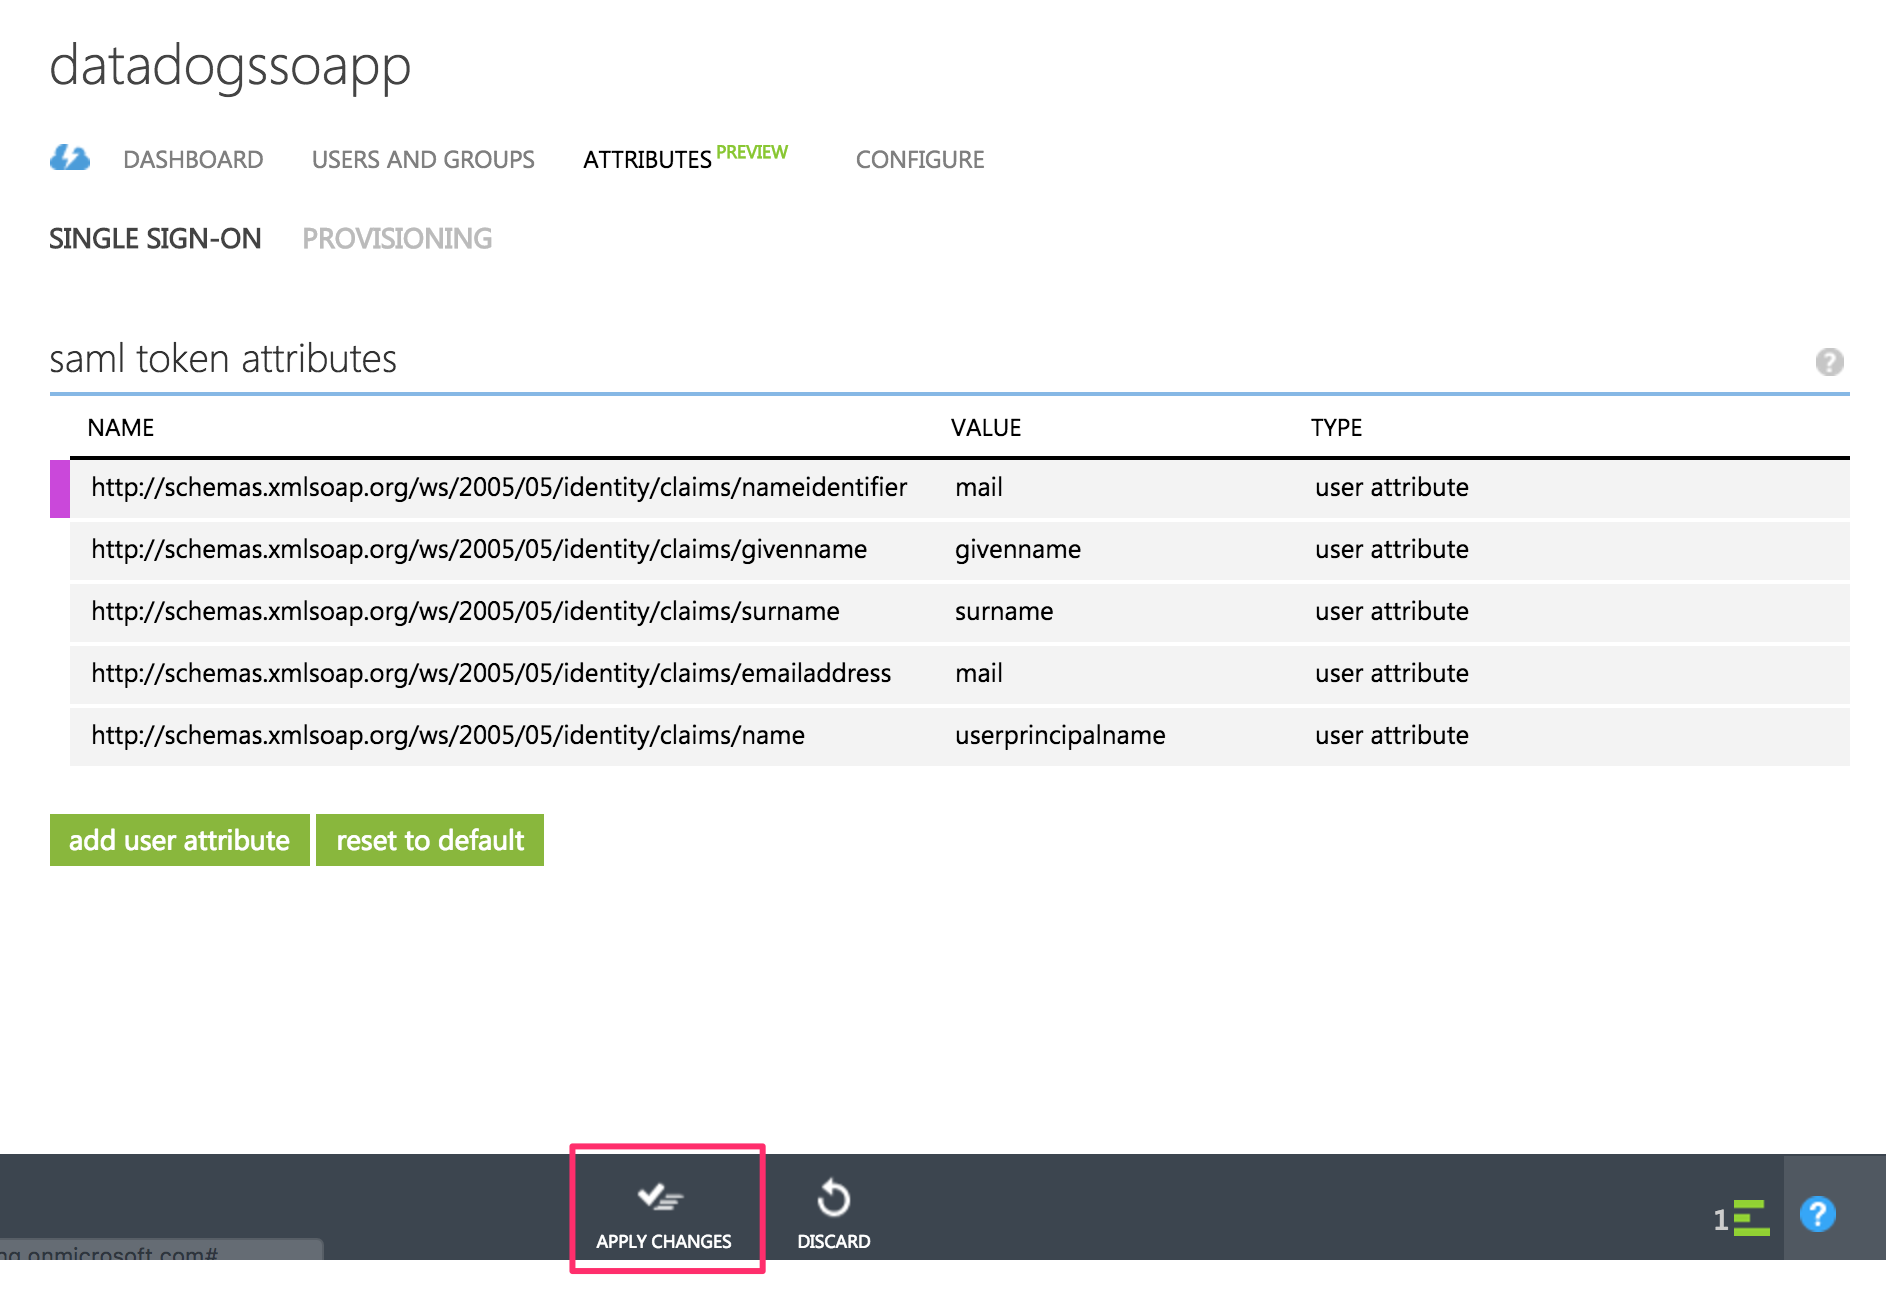 datadogssoapp
DASHBOARD USERS AND GROUPS ATTRIBUTES PREVIEW CONFIGURE
SINGLE SIGN-ON PROVISIONING
saml token attributes ?
NAME VALUE TYPE
http://schemas.xmlsoap.org/ws/2005/05/identity/claims/nameidentifier mail user attribute
http://schemas.xmlsoap.org/ws/2005/05/identity/claims/givenname givenname user attribute
http://schemas.xmlsoap.org/ws/2005/05/identity/claims/surname surname user attribute
http://schemas.xmlsoap.org/ws/2005/05/identity/claims/emailaddress mail user attribute
http://schemas.xmlsoap.org/ws/2005/05/identity/claims/name userprincipalname user attribute
add user attribute reset to default
1 ?
APPLY CHANGES DISCARD
ng.onmicrosoft.com#